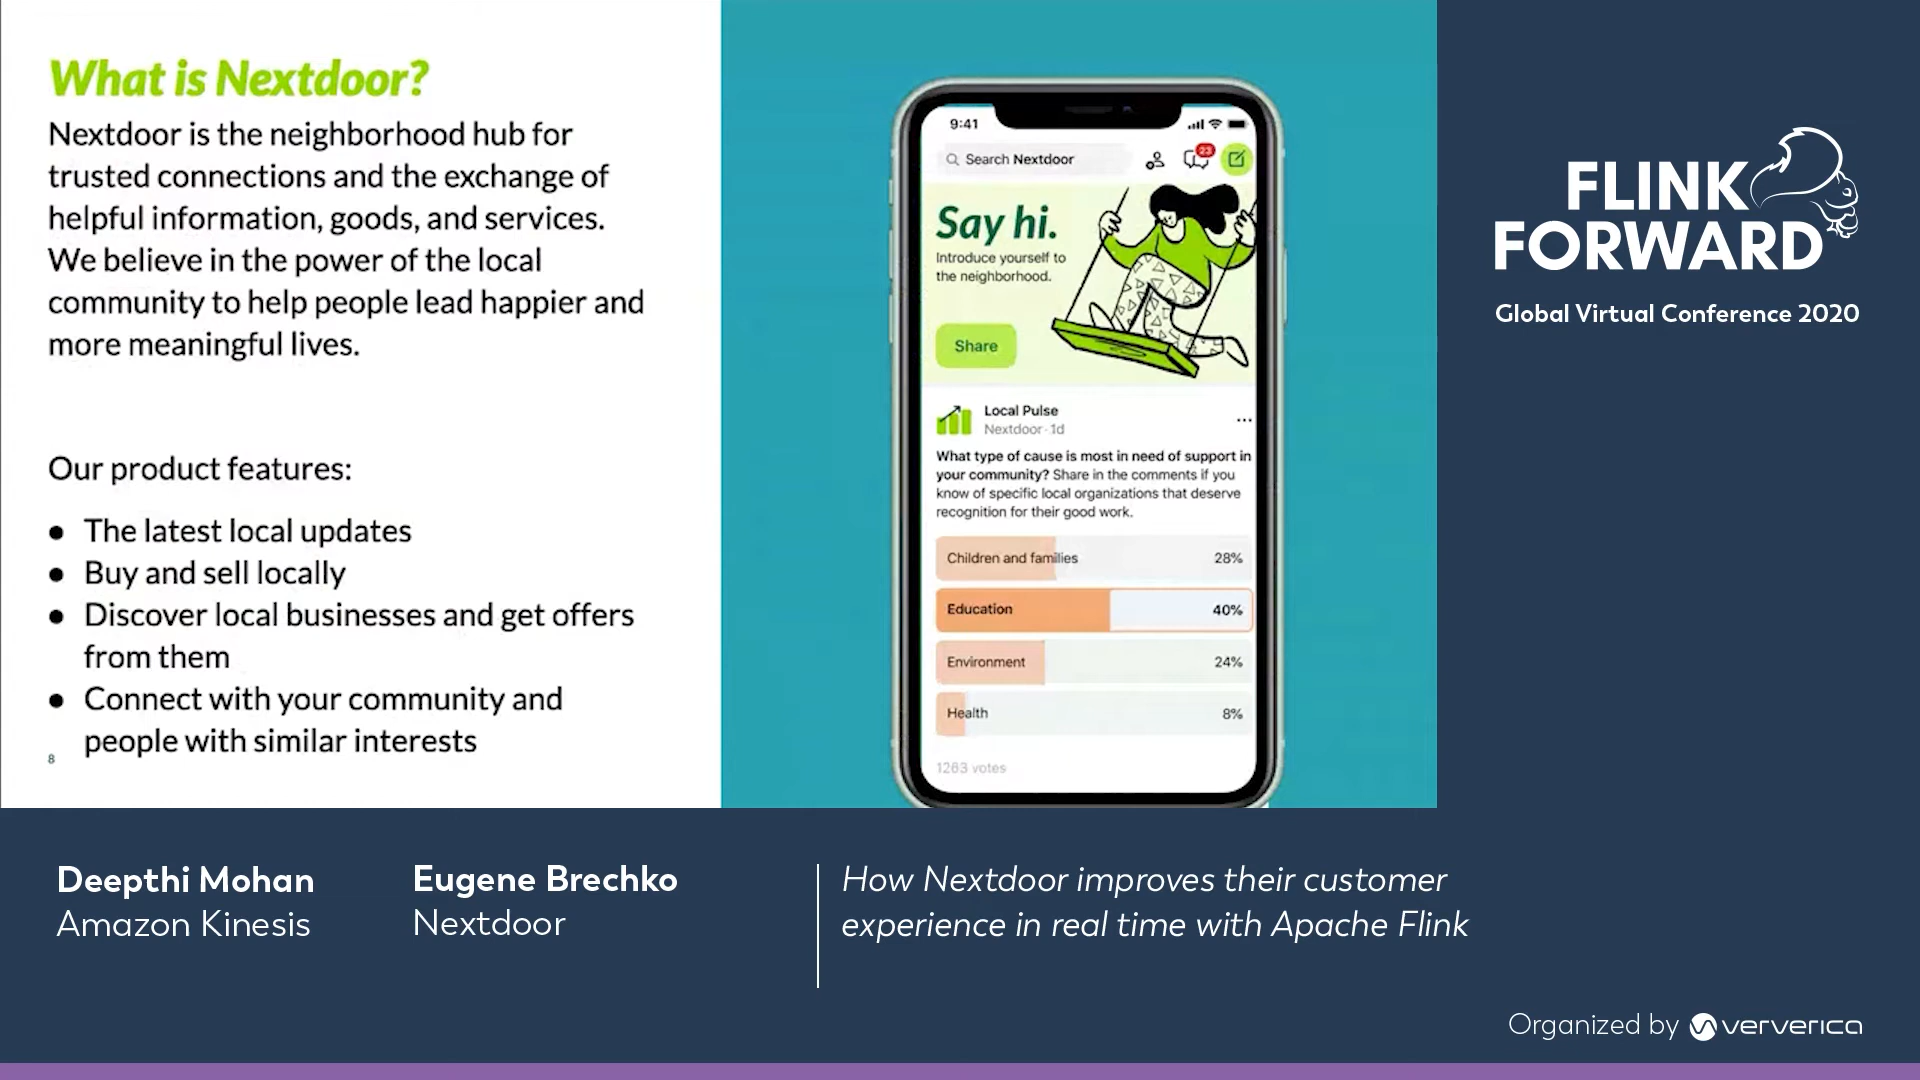 What is Nextdoor?
Nextdoor is the neighborhood hub for
trusted connections and the exchange of
helpful information, goods, and services.
We believe in the power of the local
community to help people lead happier and
more meaningful lives.
Our product features:
● The latest local updates
● Buy and sell locally
● Discover local businesses and get offers
from them
● Connect with your community and
people with similar interests
8
9:41
Search Nextdoor
23
Say hi.
Introduce yourself to
the neighborhood.
Share
Local Pulse
Nextdoor · 1d
...
What type of cause is most in need of support in
your community? Share in the comments if you
know of specific local organizations that deserve
recognition for their good work.
Children and families 28%
Education 40%
Environment 24%
Health 8%
1263 votes
FLINK
FORWARD
Global Virtual Conference 2020
Deepthi Mohan
Amazon Kinesis
Eugene Brechko
Nextdoor
How Nextdoor improves their customer
experience in real time with Apache Flink
Organized by ververica